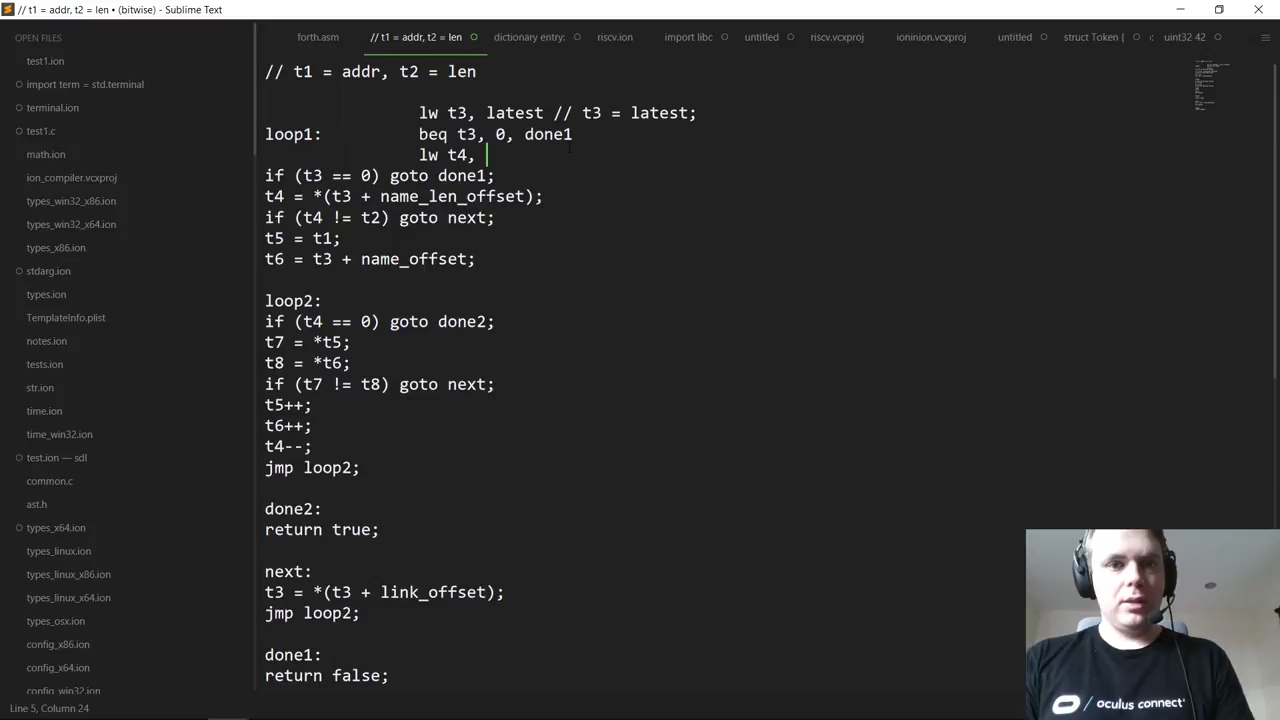 // t1 = addr, t2 = len • (bitwise) - Sublime Text
OPEN FILES
test1.ion
import term = std.terminal
terminal.ion
test1.c
math.ion
ion_compiler.vcxproj
types_win32_x86.ion
types_win32_x64.ion
types_x86.ion
stdarg.ion
types.ion
TemplateInfo.plist
notes.ion
tests.ion
str.ion
time.ion
time_win32.ion
test.ion — sdl
common.c
ast.h
types_x64.ion
types_linux.ion
types_linux_x86.ion
types_linux_x64.ion
types_osx.ion
config_x86.ion
config_x64.ion
config_win32.ion
forth.asm
// t1 = addr, t2 = len
dictionary entry:
riscv.ion
import libc
untitled
riscv.vcxproj
ioninion.vcxproj
untitled
struct Token {
uint32 42
// t1 = addr, t2 = len
lw t3, latest // t3 = latest;
loop1: beq t3, 0, done1
lw t4,
if (t3 == 0) goto done1;
t4 = *(t3 + name_len_offset);
if (t4 != t2) goto next;
t5 = t1;
t6 = t3 + name_offset;
loop2:
if (t4 == 0) goto done2;
t7 = *t5;
t8 = *t6;
if (t7 != t8) goto next;
t5++;
t6++;
t4--;
jmp loop2;
done2:
return true;
next:
t3 = *(t3 + link_offset);
jmp loop2;
done1:
return false;
/ oculus connect
Line 5, Column 24